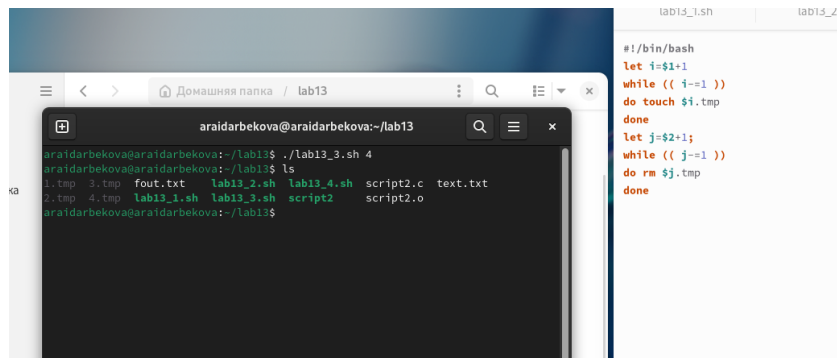 lab13_1.sh lab13_2
Домашняя папка / lab13
araidarbekova@araidarbekova:~/lab13
araidarbekova@araidarbekova:~/lab13$ ./lab13_3.sh 4
araidarbekova@araidarbekova:~/lab13$ ls
1.tmp 3.tmp fout.txt lab13_2.sh lab13_4.sh script2.c text.txt
2.tmp 4.tmp lab13_1.sh lab13_3.sh script2 script2.o
araidarbekova@araidarbekova:~/lab13$
ка
#!/bin/bash
let i=$1+1
while (( i-=1 ))
do touch $i.tmp
done
let j=$2+1;
while (( j-=1 ))
do rm $j.tmp
done